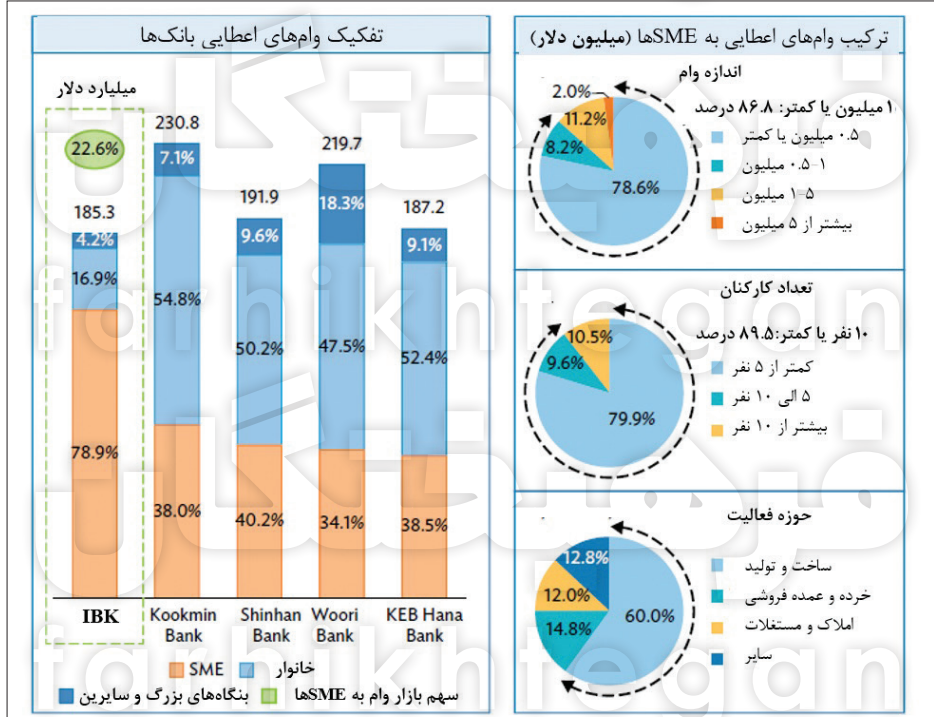 تفکیک وام‌های اعطایی بانک‌ها
میلیارد دلار
22.6%
185.3
4.2%
16.9%
78.9%
IBK
230.8
7.1%
54.8%
38.0%
Kookmin
Bank
191.9
9.6%
50.2%
40.2%
Shinhan
Bank
219.7
18.3%
47.5%
34.1%
Woori
Bank
187.2
9.1%
52.4%
38.5%
KEB Hana
Bank
SME
خانوار
بنگاه‌های بزرگ و سایرین
سهم بازار وام به SMEها
ترکیب وام‌های اعطایی به SMEها (میلیون دلار)
اندازه وام
۱ میلیون یا کمتر: ۸۶.۸ درصد
۰.۵ میلیون یا کمتر
۰.۵-۱ میلیون
۱-۵ میلیون
بیشتر از ۵ میلیون
2.0%
11.2%
8.2%
78.6%
تعداد کارکنان
۱۰ نفر یا کمتر:۸۹.۵ درصد
کمتر از ۵ نفر
۵ الی ۱۰ نفر
بیشتر از ۱۰ نفر
10.5%
9.6%
79.9%
حوزه فعالیت
ساخت و تولید
خرده و عمده فروشی
املاک و مستغلات
سایر
12.8%
12.0%
14.8%
60.0%
فرهیختگان
farhikhtegan
فرهیختگان
farhikhtegan